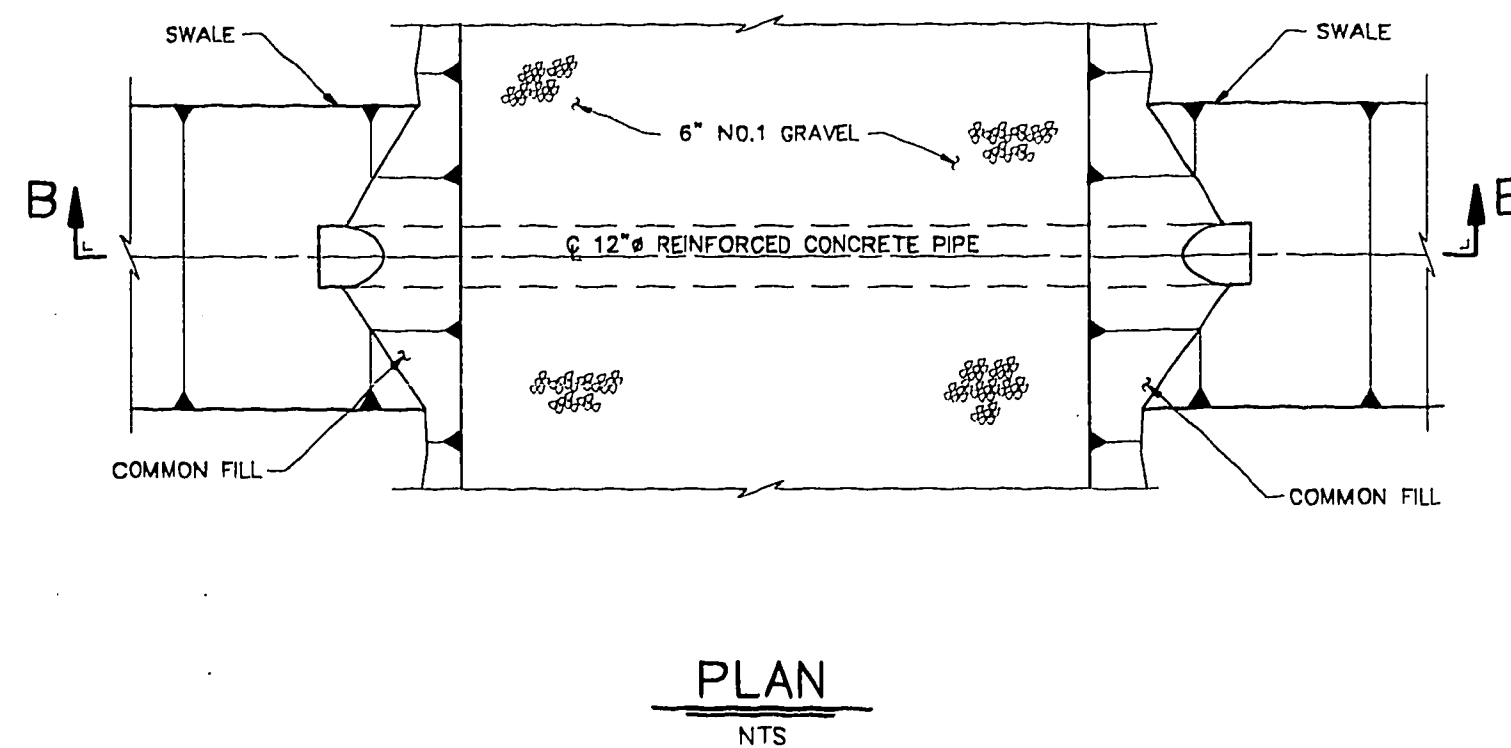 SWALE
SWALE
6" NO.1 GRAVEL
B
B
℄ 12"ø REINFORCED CONCRETE PIPE
COMMON FILL
COMMON FILL
PLAN
NTS